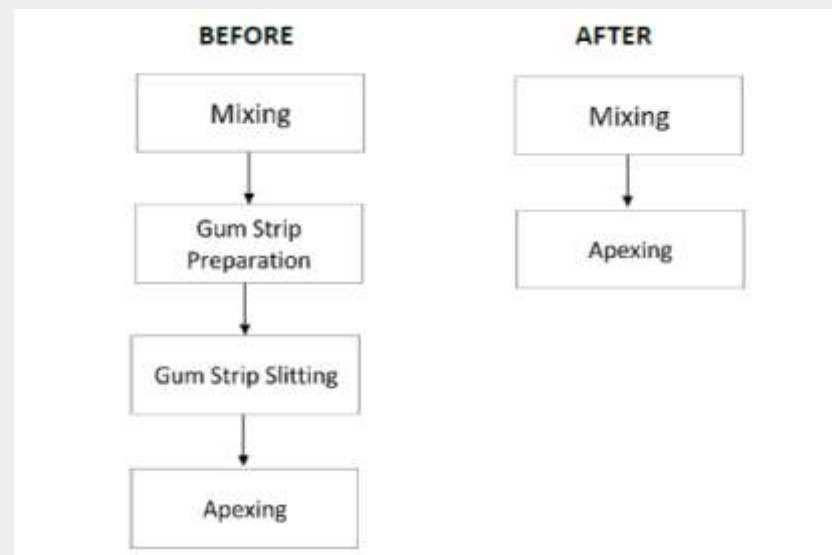 BEFORE
Mixing
Gum Strip
Preparation
Gum Strip Slitting
Apexing
AFTER
Mixing
Apexing